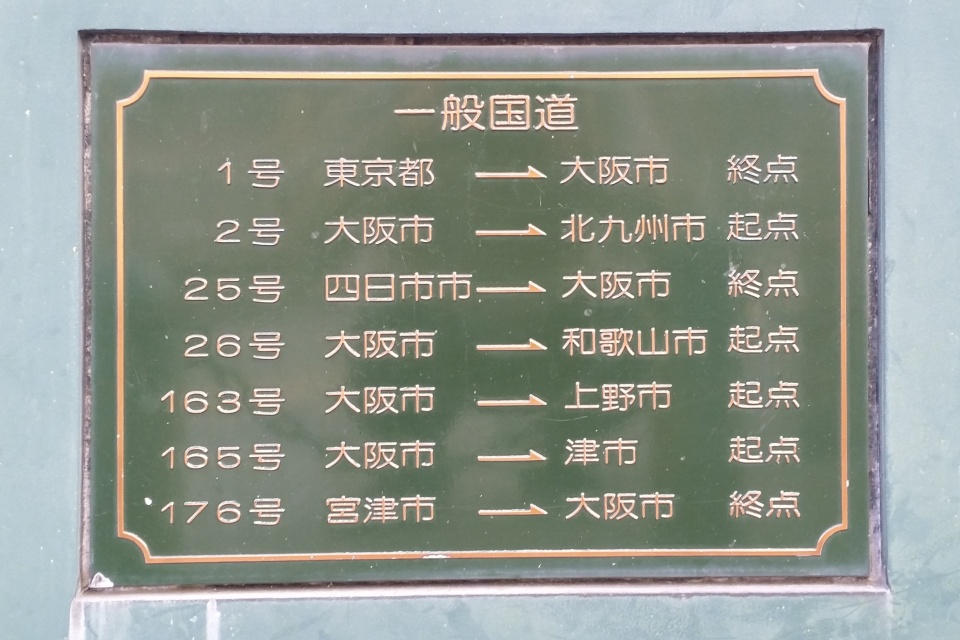 一般国道
1号 東京都 → 大阪市 終点
2号 大阪市 → 北九州市 起点
25号 四日市市 → 大阪市 終点
26号 大阪市 → 和歌山市 起点
163号 大阪市 → 上野市 起点
165号 大阪市 → 津市 起点
176号 宮津市 → 大阪市 終点